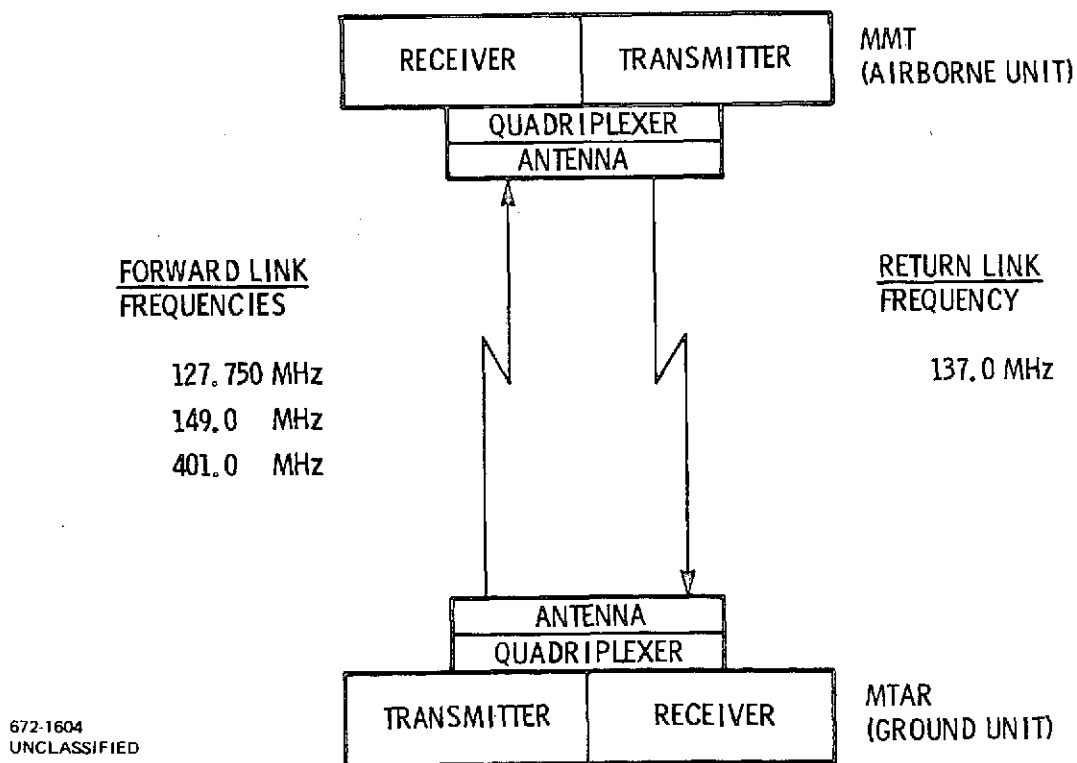 RECEIVER
TRANSMITTER
MMT
(AIRBORNE UNIT)
QUADRIPLEXER
ANTENNA
FORWARD LINK
FREQUENCIES
127.750 MHz
149.0 MHz
401.0 MHz
RETURN LINK
FREQUENCY
137.0 MHz
ANTENNA
QUADRIPLEXER
TRANSMITTER
RECEIVER
MTAR
(GROUND UNIT)
672-1604
UNCLASSIFIED